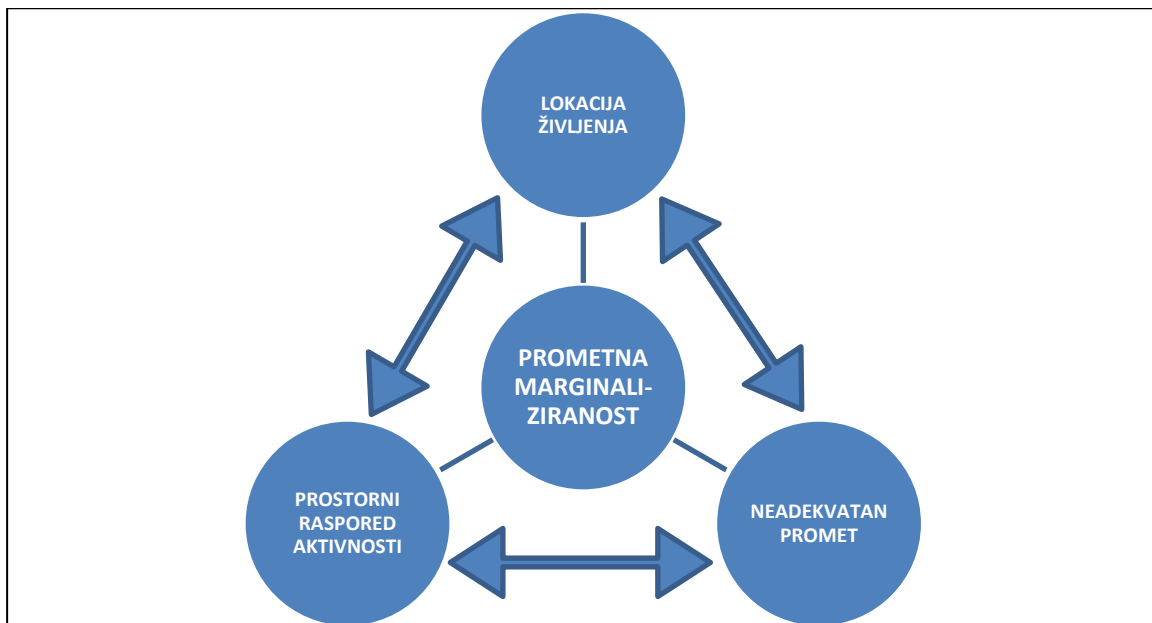 LOKACIJA
ŽIVLJENJA
PROMETNA
MARGINALI-
ZIRANOST
PROSTORNI
RASPORED
AKTIVNOSTI
NEADEKVATAN
PROMET